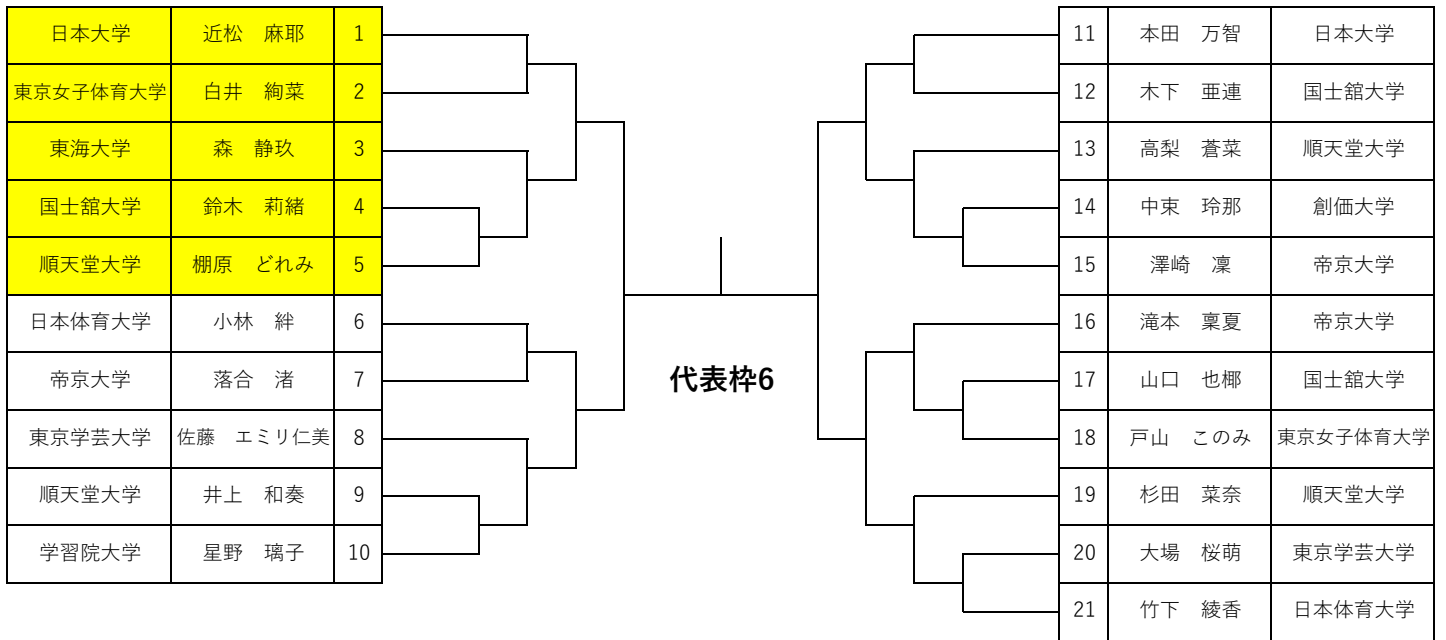 日本大学 近松 麻耶 1
東京女子体育大学 白井 絢菜 2
東海大学 森 静玖 3
国士舘大学 鈴木 莉緒 4
順天堂大学 棚原 どれみ 5
日本体育大学 小林 絆 6
帝京大学 落合 渚 7
東京学芸大学 佐藤 エミリ仁美 8
順天堂大学 井上 和奏 9
学習院大学 星野 璃子 10
代表枠6
11 本田 万智 日本大学
12 木下 亜連 国士舘大学
13 高梨 蒼菜 順天堂大学
14 中束 玲那 創価大学
15 澤崎 凜 帝京大学
16 滝本 稟夏 帝京大学
17 山口 也椰 国士舘大学
18 戸山 このみ 東京女子体育大学
19 杉田 菜奈 順天堂大学
20 大場 桜萌 東京学芸大学
21 竹下 綾香 日本体育大学